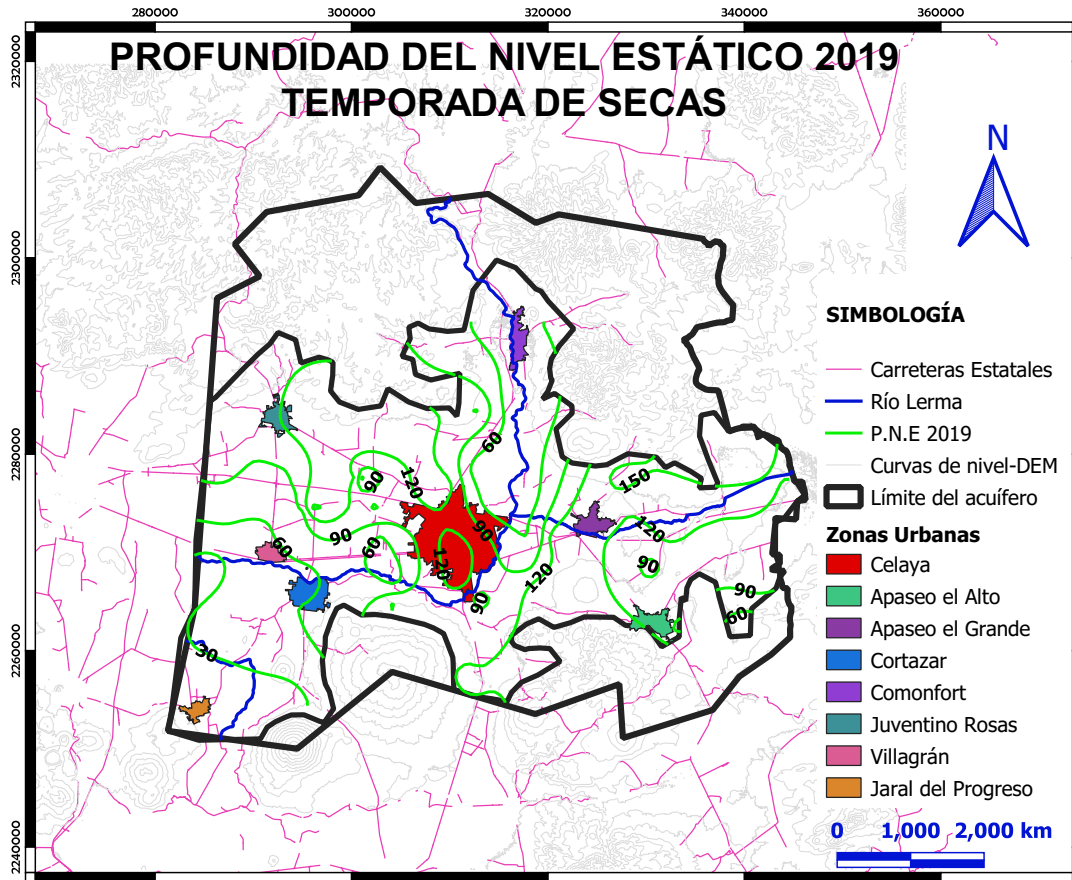 280000 300000 320000 340000 360000
PROFUNDIDAD DEL NIVEL ESTÁTICO 2019
TEMPORADA DE SECAS
2320000
2300000
2280000
2260000
2240000
N
60
90
120
150
90
120
90
60
60
120
120
90
90
90
60
30
SIMBOLOGÍA
Carreteras Estatales
Río Lerma
P.N.E 2019
Curvas de nivel-DEM
Límite del acuífero
Zonas Urbanas
Celaya
Apaseo el Alto
Apaseo el Grande
Cortazar
Comonfort
Juventino Rosas
Villagrán
Jaral del Progreso
0 1,000 2,000 km